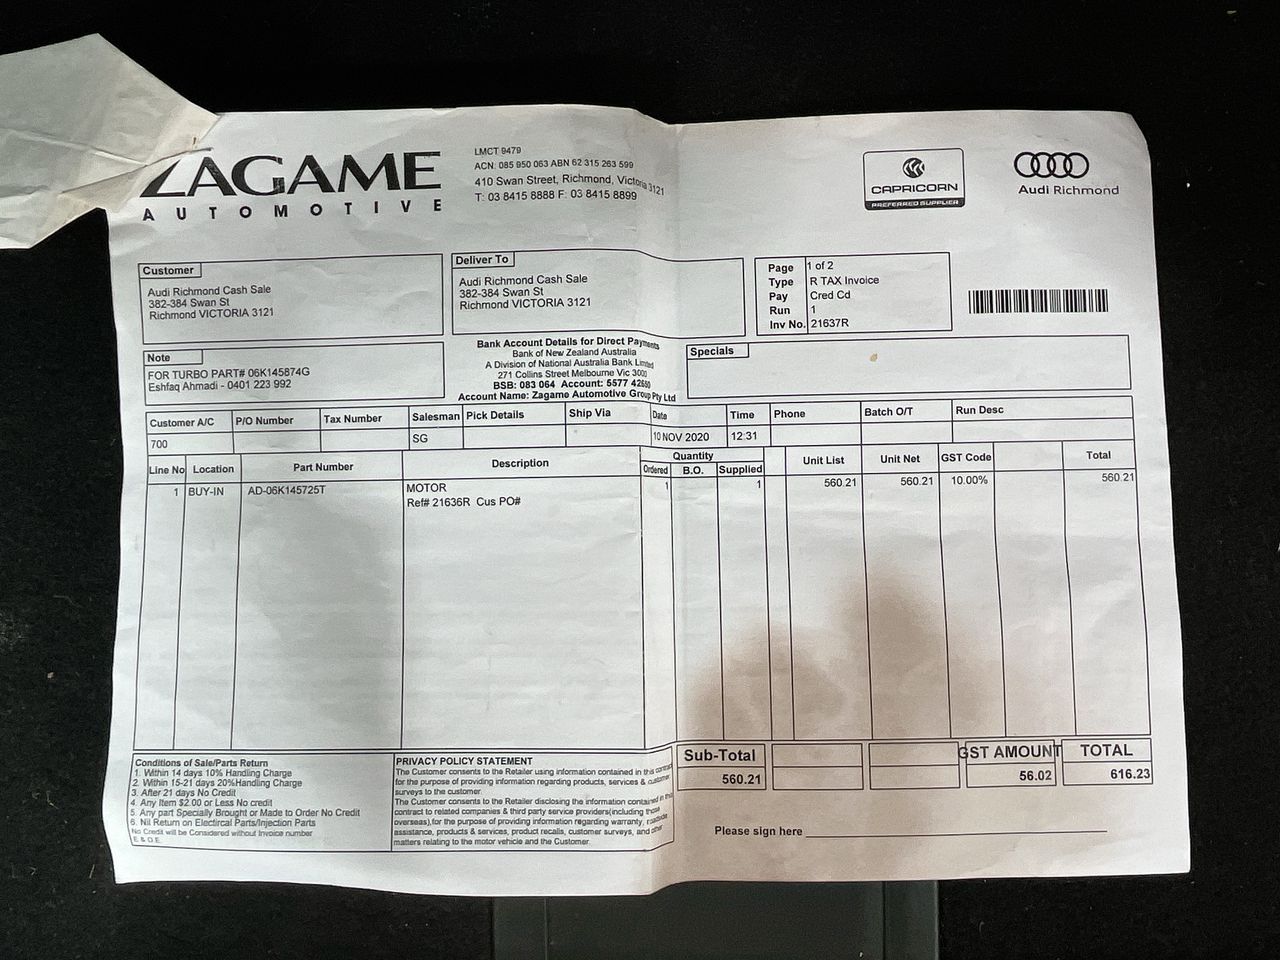 ZAGAME
AUTOMOTIVE
LMCT 9479
ACN: 085 950 063 ABN 62 315 263 599
410 Swan Street, Richmond, Victoria 3121
T: 03 8415 8888 F: 03 8415 8899
CAPRICORN
PREFERRED SUPPLIER
Audi Richmond
Customer
Audi Richmond Cash Sale
382-384 Swan St
Richmond VICTORIA 3121
Deliver To
Audi Richmond Cash Sale
382-384 Swan St
Richmond VICTORIA 3121
Page 1 of 2
Type R TAX Invoice
Pay Cred Cd
Run 1
Inv No. 21637R
Note
FOR TURBO PART# 06K145874G
Eshfaq Ahmadi - 0401 223 992
Bank Account Details for Direct Payments
Bank of New Zealand Australia
A Division of National Australia Bank Limited
271 Collins Street Melbourne Vic 3000
BSB: 083 064 Account: 5577 42680
Account Name: Zagame Automotive Group Pty Ltd
Specials
Customer A/C P/O Number Tax Number Salesman Pick Details Ship Via Date Time Phone Batch O/T Run Desc
700 SG 10 NOV 2020 12:31
Line No Location Part Number Description Quantity Unit List Unit Net GST Code Total
Ordered B.O. Supplied
1 BUY-IN AD-06K145725T MOTOR 1 1 560.21 560.21 10.00% 560.21
Ref# 21636R Cus PO#
Conditions of Sale/Parts Return
1. Within 14 days 10% Handling Charge
2. Within 15-21 days 20%Handling Charge
3. After 21 days No Credit
4. Any Item $2.00 or Less No credit
5. Any part Specially Brought or Made to Order No Credit
6. Nil Return on Electircal Parts/Injection Parts
No Credit will be Considered without Invoice number
E & O.E.
PRIVACY POLICY STATEMENT
The Customer consents to the Retailer using information contained in this contract
for the purpose of providing information regarding products, services & customer
surveys to the customer.
The Customer consents to the Retailer disclosing the information contained in this
contract to related companies & third party service providers(including those
overseas),for the purpose of providing information regarding warranty, roadside
assistance, products & services, product recalls, customer surveys, and other
matters relating to the motor vehicle and the Customer.
Sub-Total GST AMOUNT TOTAL
560.21 56.02 616.23
Please sign here